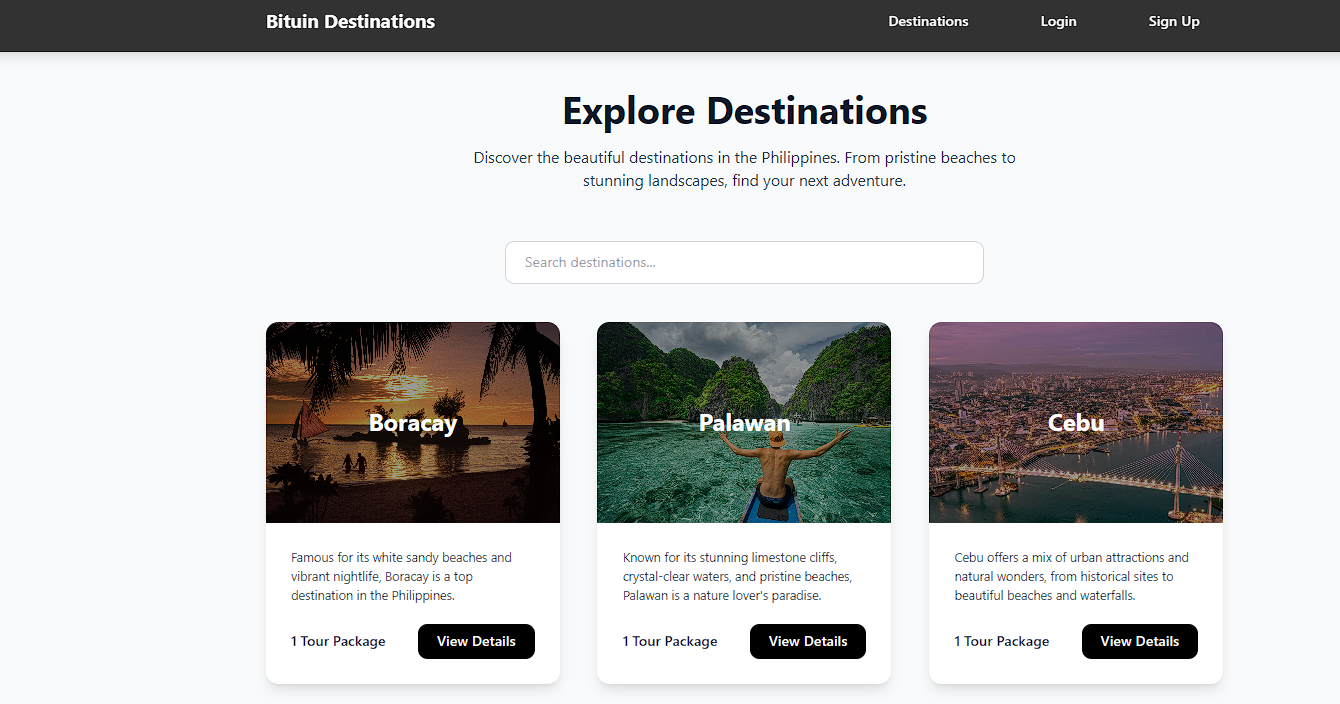 Bituin Destinations
Destinations
Login
Sign Up
Explore Destinations
Discover the beautiful destinations in the Philippines. From pristine beaches to
stunning landscapes, find your next adventure.
Search destinations...
Boracay
Famous for its white sandy beaches and
vibrant nightlife, Boracay is a top
destination in the Philippines.
1 Tour Package
View Details
Palawan
Known for its stunning limestone cliffs,
crystal-clear waters, and pristine beaches,
Palawan is a nature lover's paradise.
1 Tour Package
View Details
Cebu
Cebu offers a mix of urban attractions and
natural wonders, from historical sites to
beautiful beaches and waterfalls.
1 Tour Package
View Details